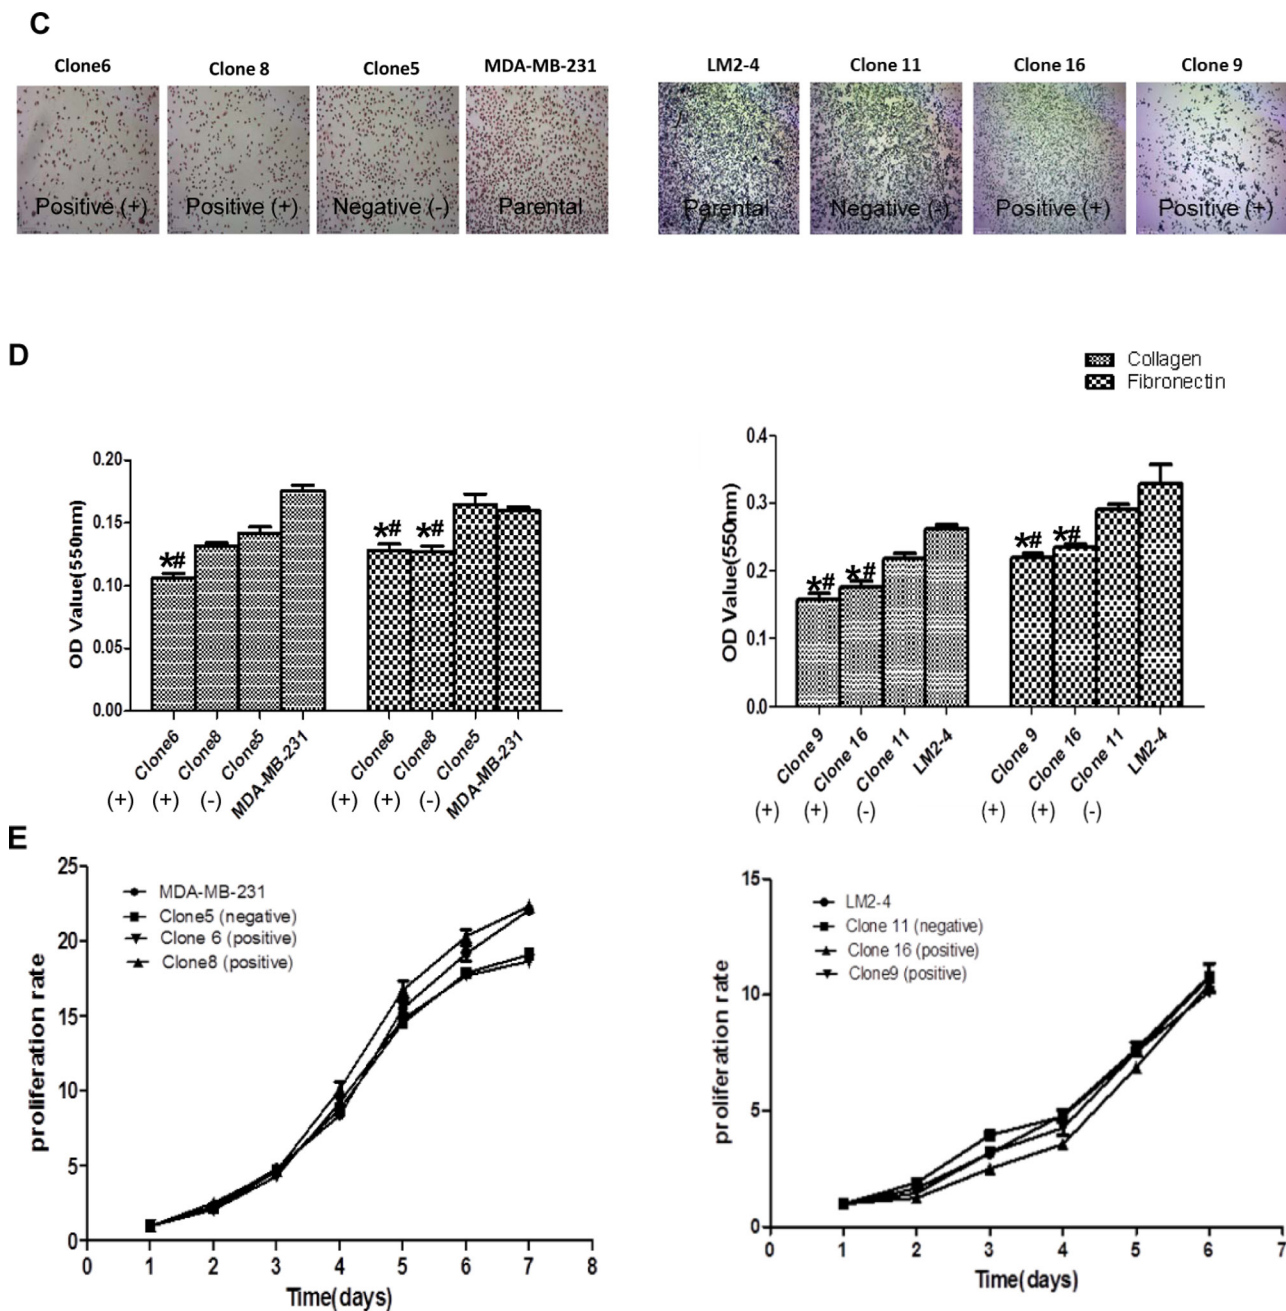 C
Clone6 Clone 8 Clone5 MDA-MB-231 LM2-4 Clone 11 Clone 16 Clone 9
Positive (+) Positive (+) Negative (-) Parental Parental Negative (-) Positive (+) Positive (+)
D
Collagen
Fibronectin
OD Value(550nm)
0.20
0.15
0.10
0.05
0.00
*# *# *#
Clone6 Clone8 Clone5 MDA-MB-231 Clone6 Clone8 Clone5 MDA-MB-231
(+) (+) (-) (+) (+) (-)
OD Value(550nm)
0.4
0.3
0.2
0.1
0.0
*# *# *# *#
Clone 9 Clone 16 Clone 11 LM2-4 Clone 9 Clone 16 Clone 11 LM2-4
(+) (+) (-) (+) (+) (-)
E
proliferation rate
25
20
15
10
5
0
MDA-MB-231
Clone5 (negative)
Clone 6 (positive)
Clone8 (positive)
0 1 2 3 4 5 6 7 8
Time(days)
proliferation rate
15
10
5
0
LM2-4
Clone 11 (negative)
Clone 16 (positive)
Clone9 (positive)
0 1 2 3 4 5 6 7
Time(days)